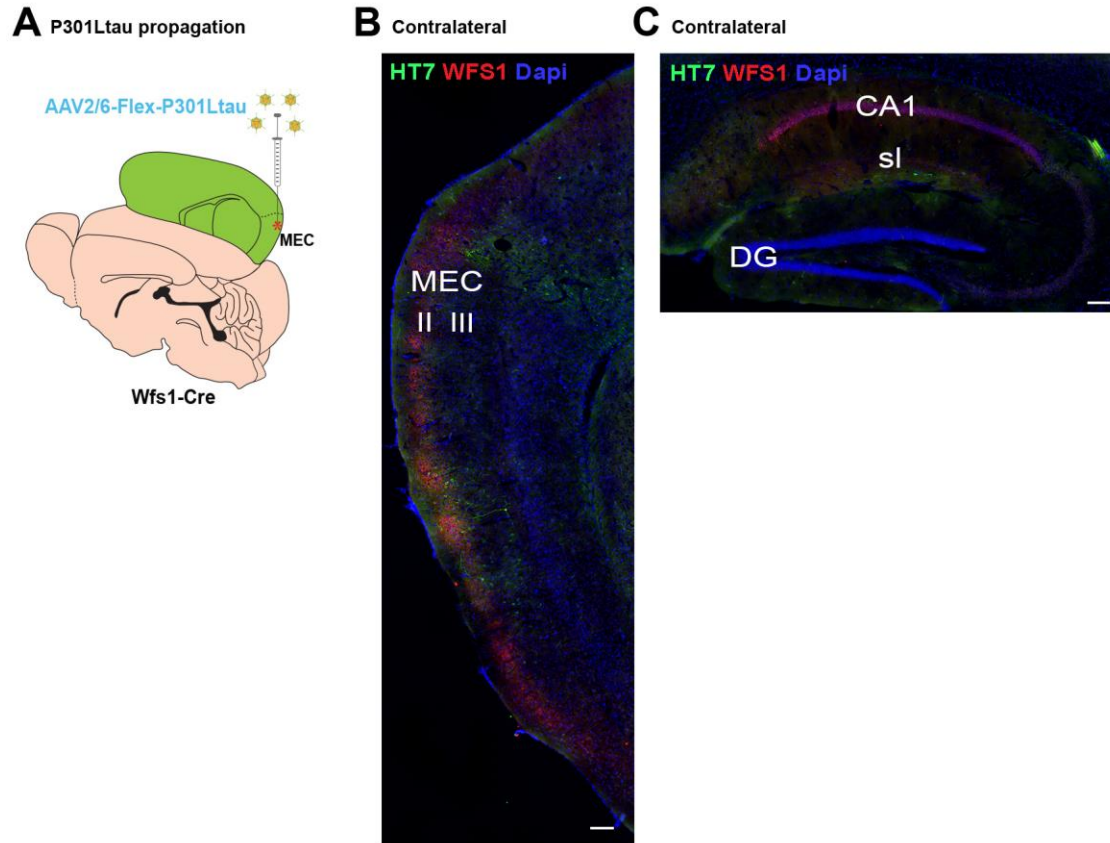 A P301Ltau propagation
AAV2/6-Flex-P301Ltau
MEC
Wfs1-Cre
B Contralateral
HT7 WFS1 Dapi
MEC
II III
C Contralateral
HT7 WFS1 Dapi
CA1
sl
DG